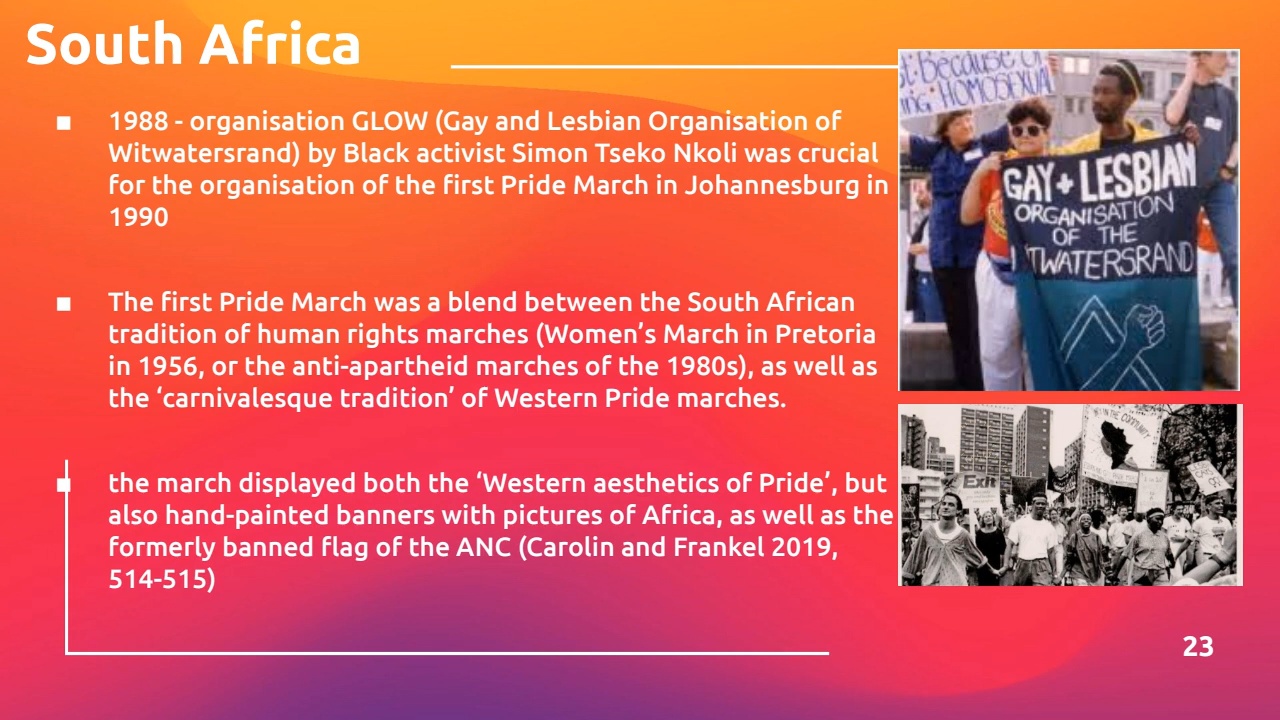 South Africa
1988 - organisation GLOW (Gay and Lesbian Organisation of
Witwatersrand) by Black activist Simon Tseko Nkoli was crucial
for the organisation of the first Pride March in Johannesburg in
1990
The first Pride March was a blend between the South African
tradition of human rights marches (Women’s March in Pretoria
in 1956, or the anti-apartheid marches of the 1980s), as well as
the ‘carnivalesque tradition’ of Western Pride marches.
the march displayed both the ‘Western aesthetics of Pride’, but
also hand-painted banners with pictures of Africa, as well as the
formerly banned flag of the ANC (Carolin and Frankel 2019,
514-515)
Because
HOMOSEXUAL
GAY + LESBIAN
ORGANISATION
OF THE
TWATERSRAND
IN THE COMMUNITY
Exit
23